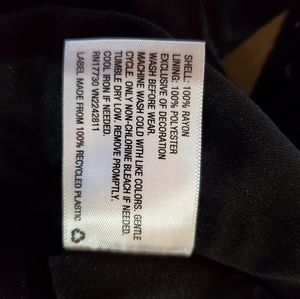 SHELL: 100% RAYON
LINING: 100% POLYESTER
EXCLUSIVE OF DECORATION
WASH BEFORE WEAR.
MACHINE WASH COLD WITH LIKE COLORS. GENTLE
CYCLE. ONLY NON-CHLORINE BLEACH IF NEEDED.
TUMBLE DRY LOW. REMOVE PROMPTLY.
COOL IRON IF NEEDED.
RN17730 VN2242811
LABEL MADE FROM 100% RECYCLED PLASTIC